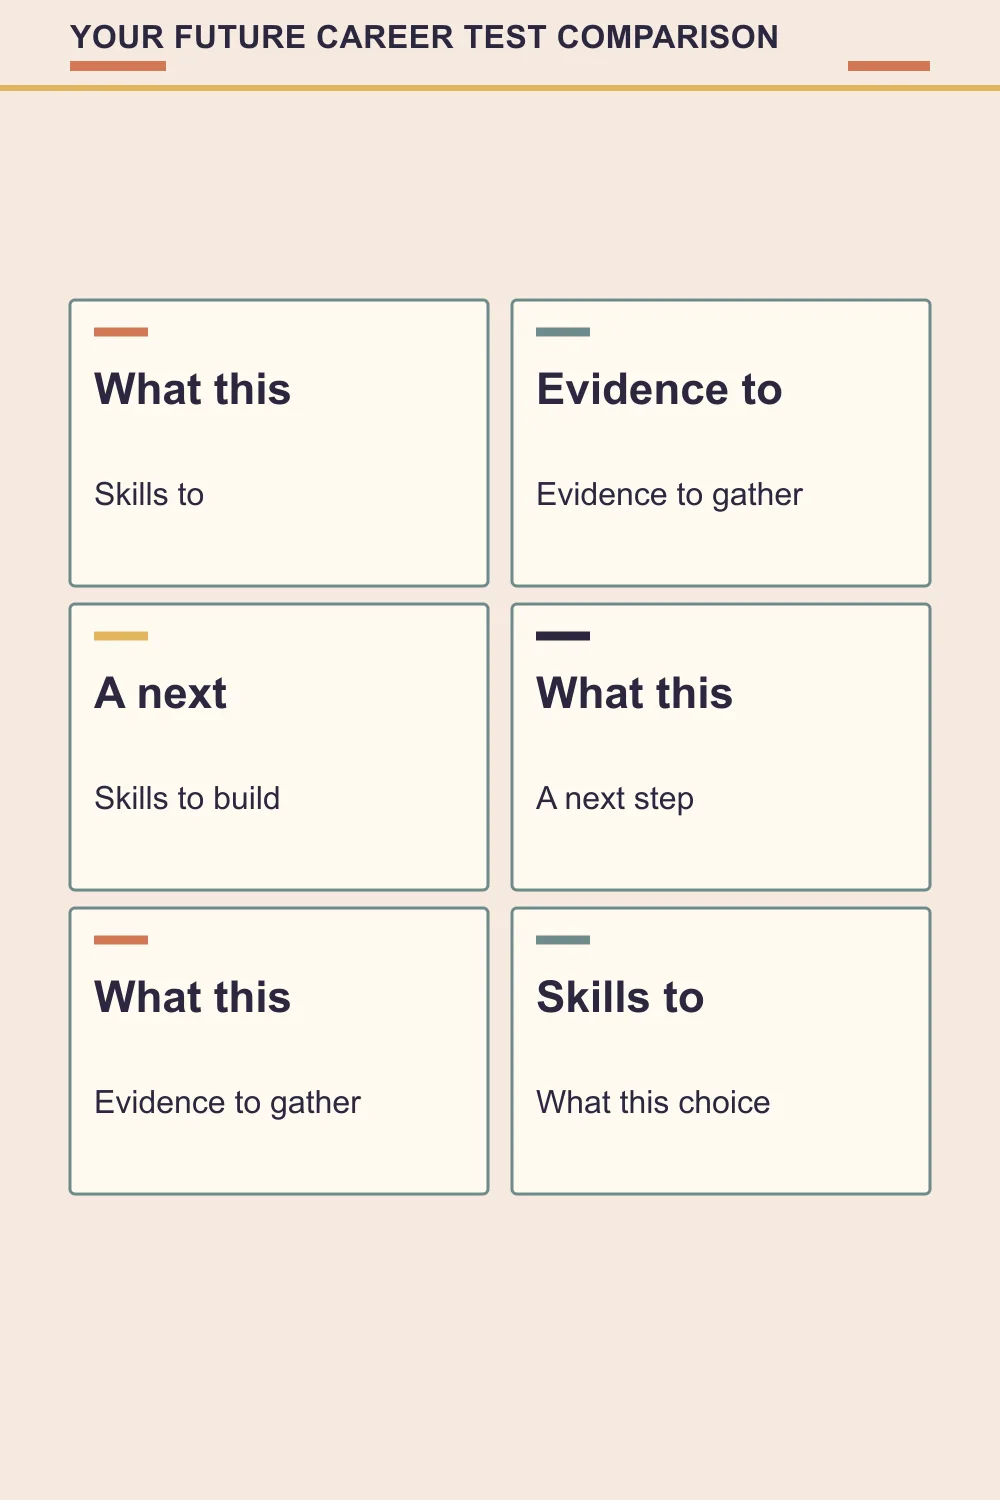 YOUR FUTURE CAREER TEST COMPARISON
What this
Skills to
Evidence to
Evidence to gather
A next
Skills to build
What this
A next step
What this
Evidence to gather
Skills to
What this choice